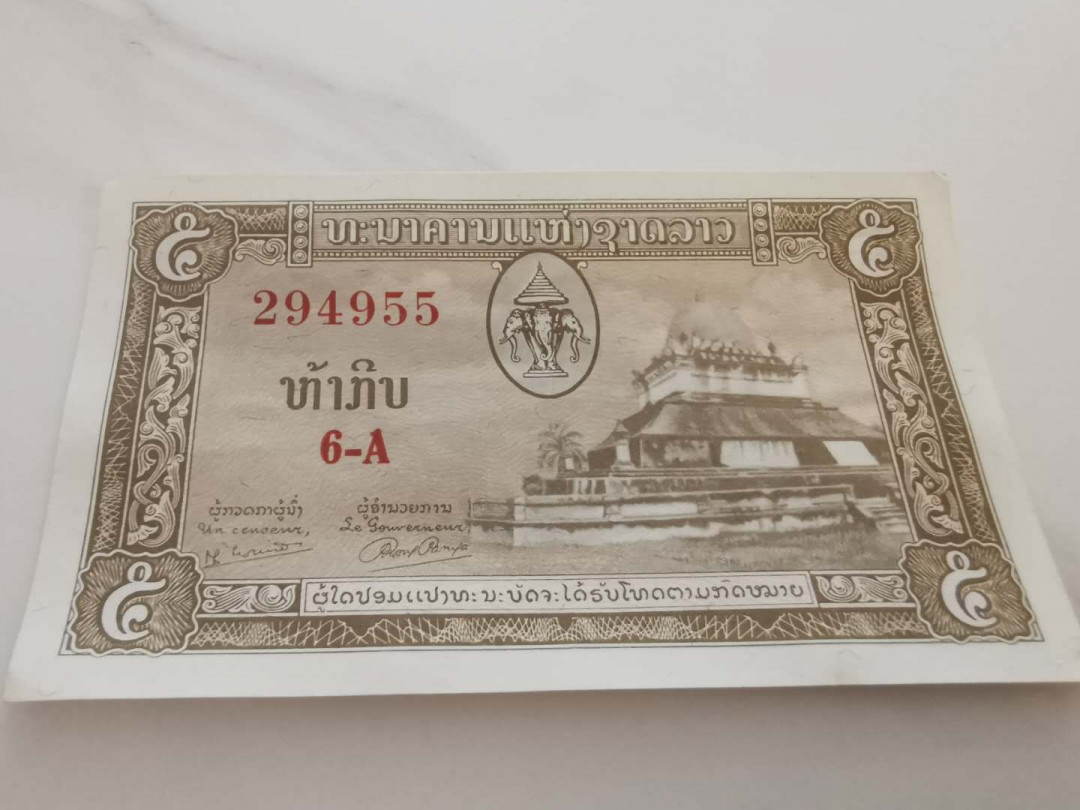 ທະນາຄານແຫ່ງຊາດລາວ
໕ ໕
294955
ຫ້າກີບ
6-A
ຜູ້ກວດກາຜູ້ນຶ່ງ ຜູ້ອຳນວຍການ
Un censeur, Le Gouverneur,
໕ ໕
ຜູ້ໃດປອມແປງທະນະບັດຈະໄດ້ຮັບໂທດຕາມກົດຫມາຍ